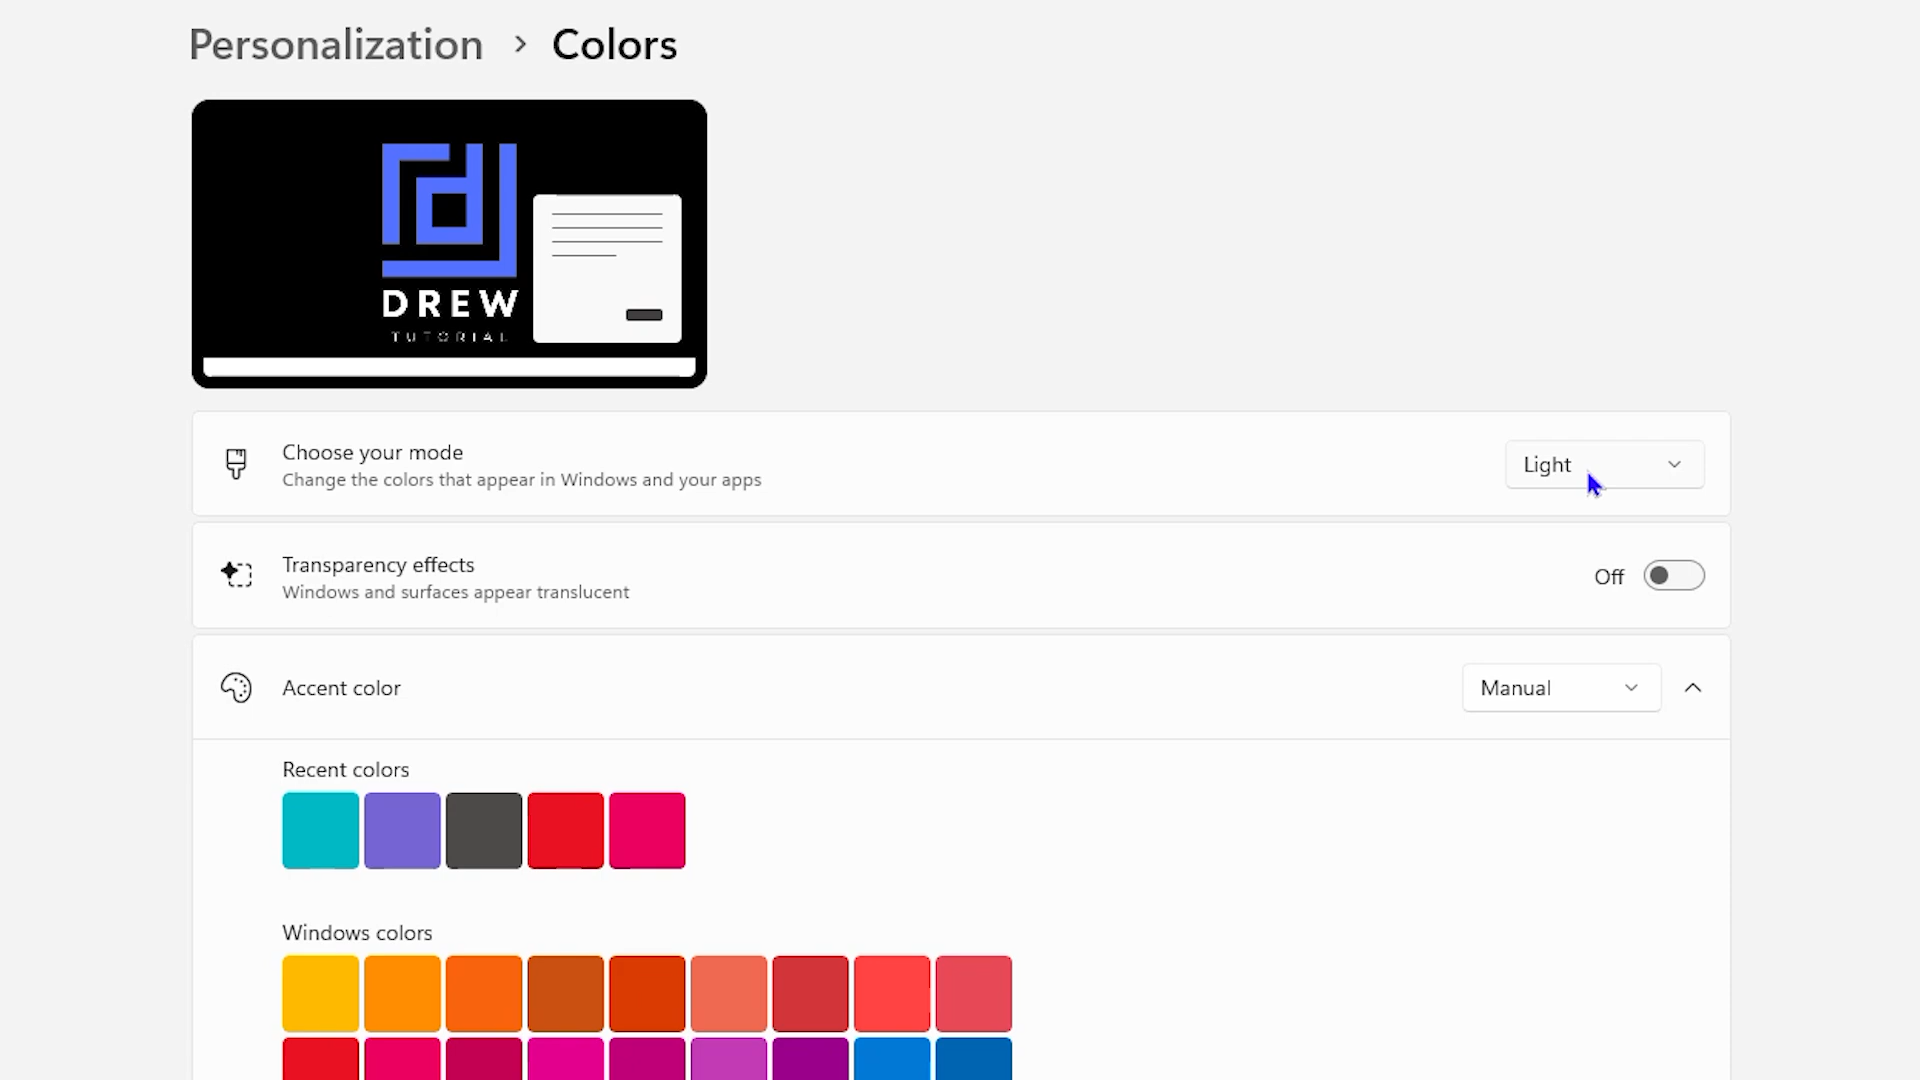 Personalization > Colors
DREW
TUTORIAL
Choose your mode
Change the colors that appear in Windows and your apps
Light
Transparency effects
Windows and surfaces appear translucent
Off
Accent color
Manual
Recent colors
Windows colors